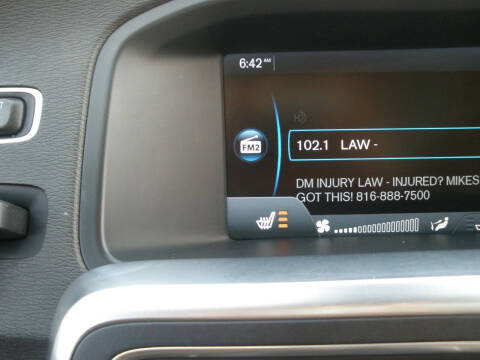 6:42 AM
FM2
102.1 LAW -
DM INJURY LAW - INJURED? MIKES
GOT THIS! 816-888-7500